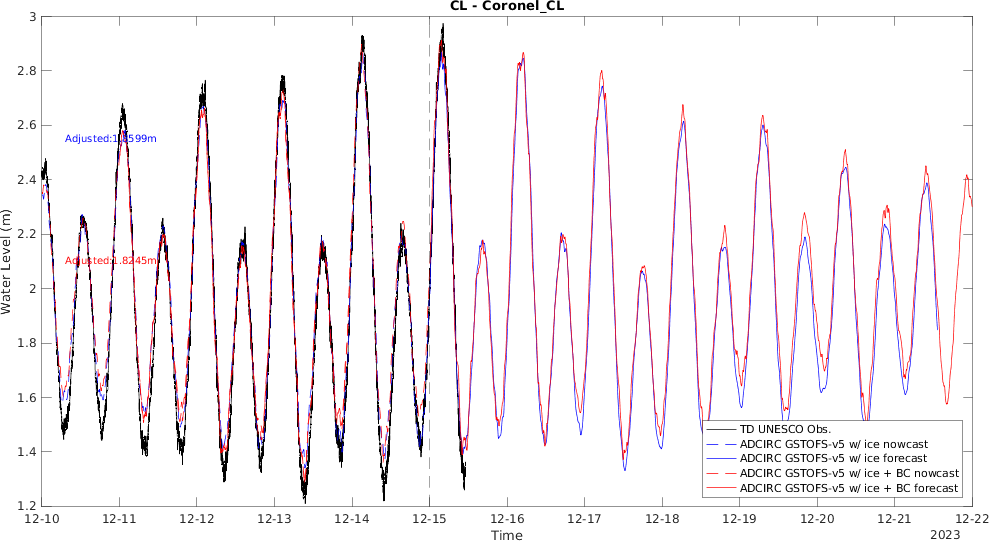 CL - Coronel_CL
3
2.8
2.6
2.4
2.2
2
1.8
1.6
1.4
1.2
Water Level (m)
Adjusted:1.8599m
Adjusted:1.8245m
TD UNESCO Obs.
ADCIRC GSTOFS-v5 w/ ice nowcast
ADCIRC GSTOFS-v5 w/ ice forecast
ADCIRC GSTOFS-v5 w/ ice + BC nowcast
ADCIRC GSTOFS-v5 w/ ice + BC forecast
12-10 12-11 12-12 12-13 12-14 12-15 12-16 12-17 12-18 12-19 12-20 12-21 12-22
Time
2023